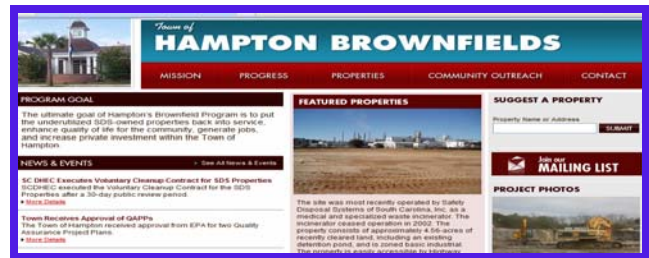 Town of
HAMPTON BROWNFIELDS
MISSION PROGRESS PROPERTIES COMMUNITY OUTREACH CONTACT
PROGRAM GOAL
The ultimate goal of Hampton's Brownfield Program is to put
the underutilized SDS-owned properties back into service,
enhance quality of life for the community, generate jobs,
and increase private investment within the Town of
Hampton
NEWS & EVENTS > See All News & Events
SC DHEC Executes Voluntary Cleanup Contract for SDS Properties
SCDHEC executed the Voluntary Cleanup Contract for the SDS
Properties after a 30-day public review period.
More Details
Town Receives Approval of QAPPs
The Town of Hampton received approval from EPA for two Quality
Assurance Project Plans.
More Details
FEATURED PROPERTIES
The site was most recently operated by Safety
Disposal Systems of South Carolina, Inc. as a
medical and specialized waste incinerator. The
incinerator ceased operation in 2002. The
property consists of approximately 4.56-acres of
recently cleared land, including an existing
detention pond, and is zoned basic industrial.
The property is easily accessible by Highway
SUGGEST A PROPERTY
Property Name or Address
SUBMIT
Join our
MAILING LIST
PROJECT PHOTOS